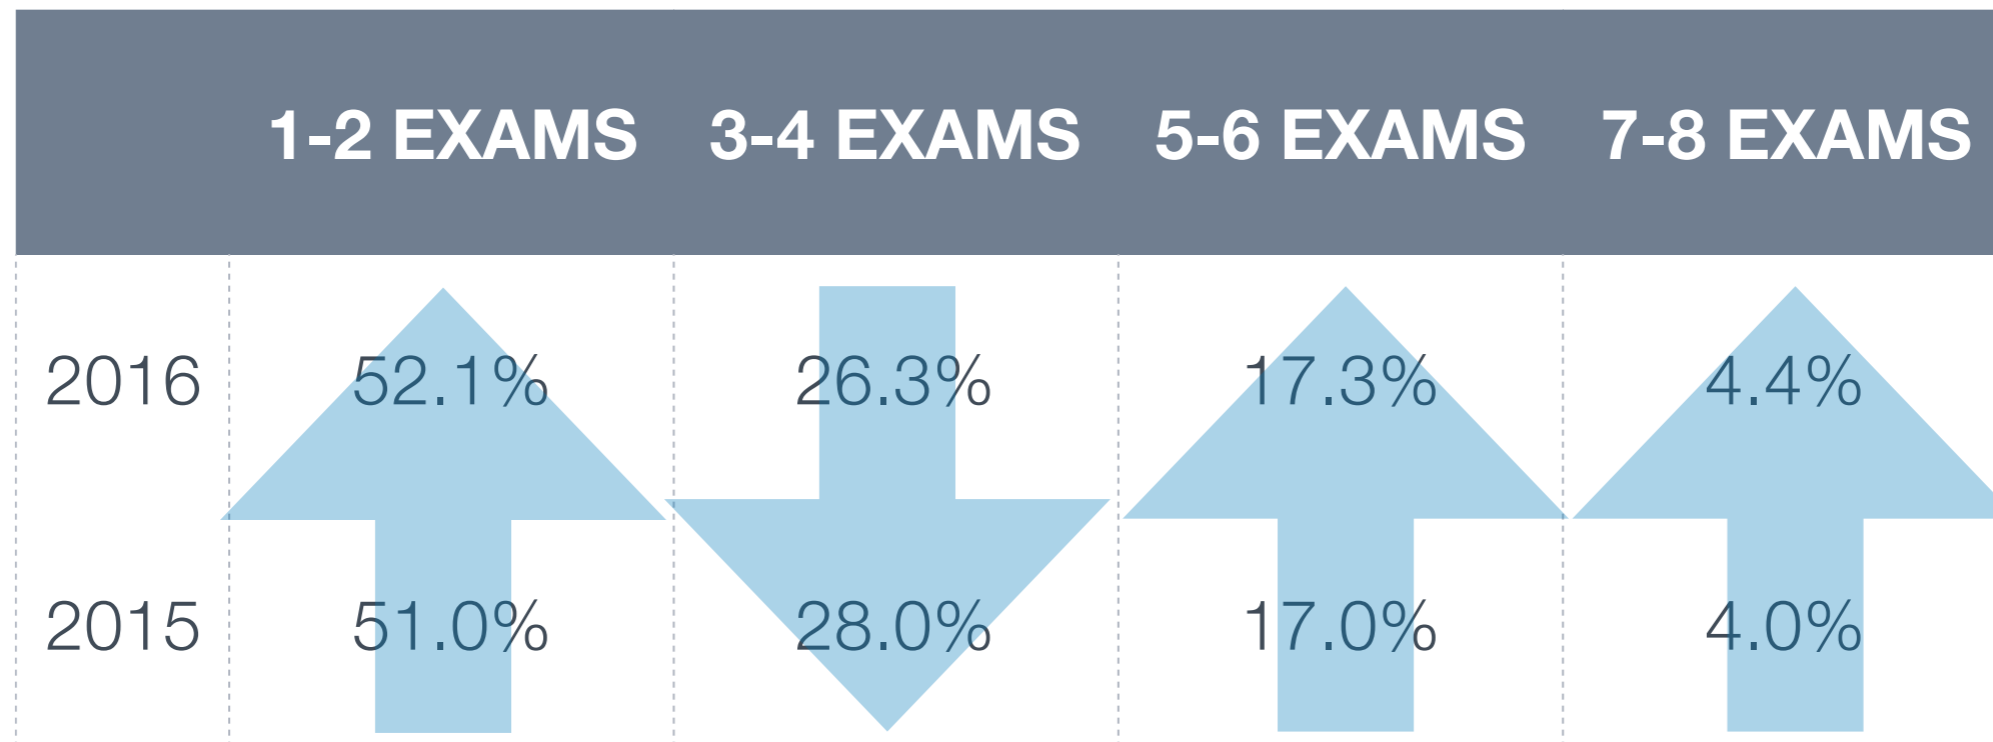 1-2 EXAMS 3-4 EXAMS 5-6 EXAMS 7-8 EXAMS
2016 52.1% 26.3% 17.3% 4.4%
2015 51.0% 28.0% 17.0% 4.0%